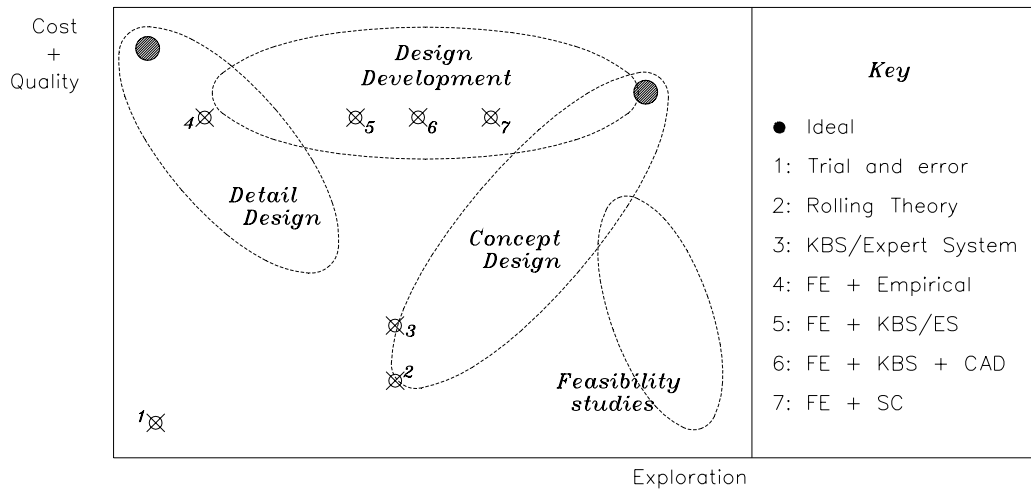 Cost
+
Quality
Design
Development
4
5
6
7
Detail
Design
Concept
Design
3
2
1
Feasibility
studies
Exploration
Key
Ideal
1: Trial and error
2: Rolling Theory
3: KBS/Expert System
4: FE + Empirical
5: FE + KBS/ES
6: FE + KBS + CAD
7: FE + SC